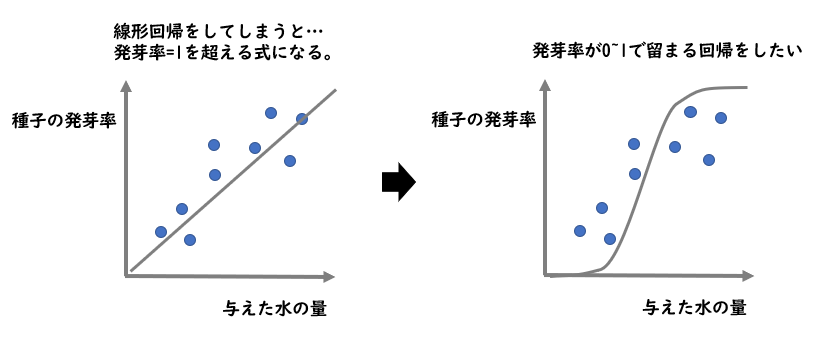 線形回帰をしてしまうと…
発芽率=1を超える式になる。
種子の発芽率
与えた水の量
発芽率が0~1で留まる回帰をしたい
種子の発芽率
与えた水の量